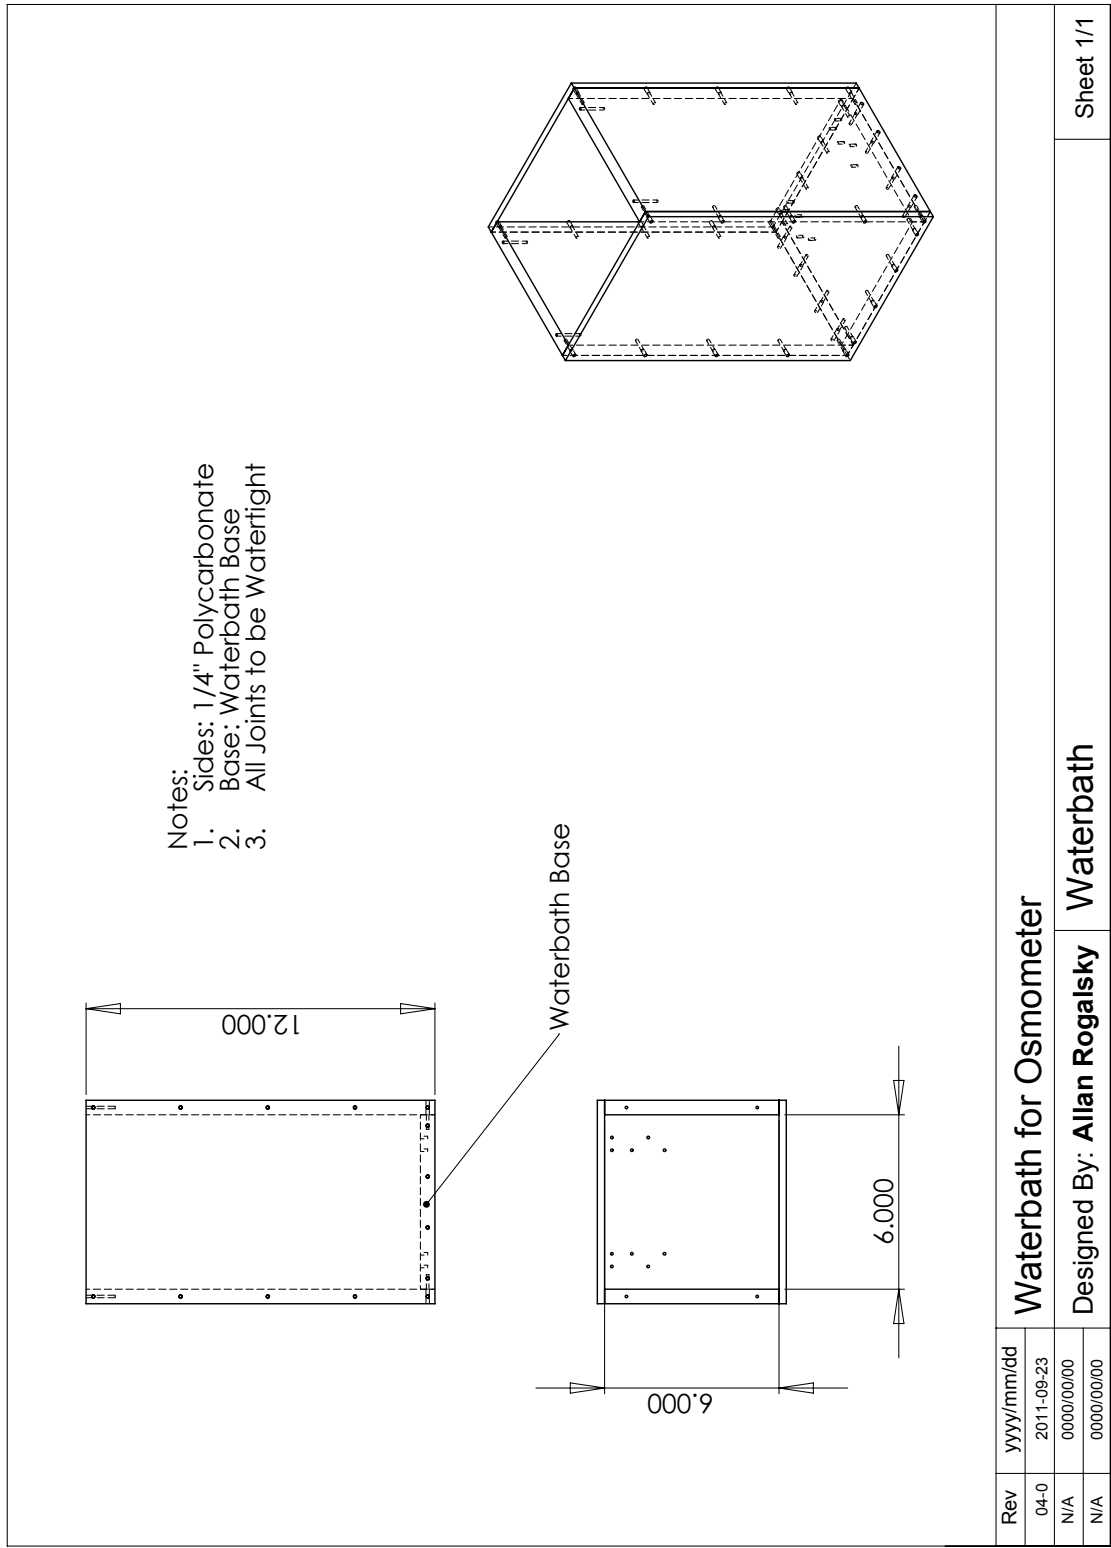 Notes:
1. Sides: 1/4" Polycarbonate
2. Base: Waterbath Base
3. All Joints to be Watertight
12.000
Waterbath Base
6.000
6.000
Rev yyyy/mm/dd
04-0 2011-09-23
N/A 0000/00/00
N/A 0000/00/00
Waterbath for Osmometer
Designed By: Allan Rogalsky
Waterbath
Sheet 1/1